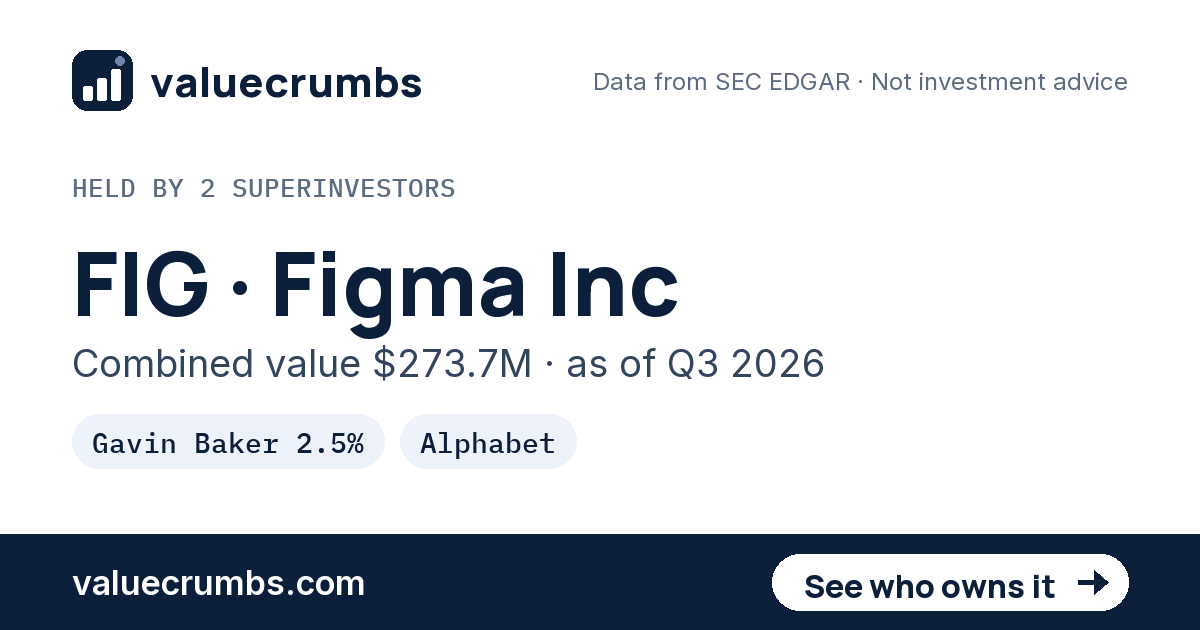 valuecrumbs
Data from SEC EDGAR · Not investment advice
HELD BY 2 SUPERINVESTORS
FIG · Figma Inc
Combined value $273.7M · as of Q3 2026
Gavin Baker 2.5%
Alphabet
valuecrumbs.com
See who owns it →